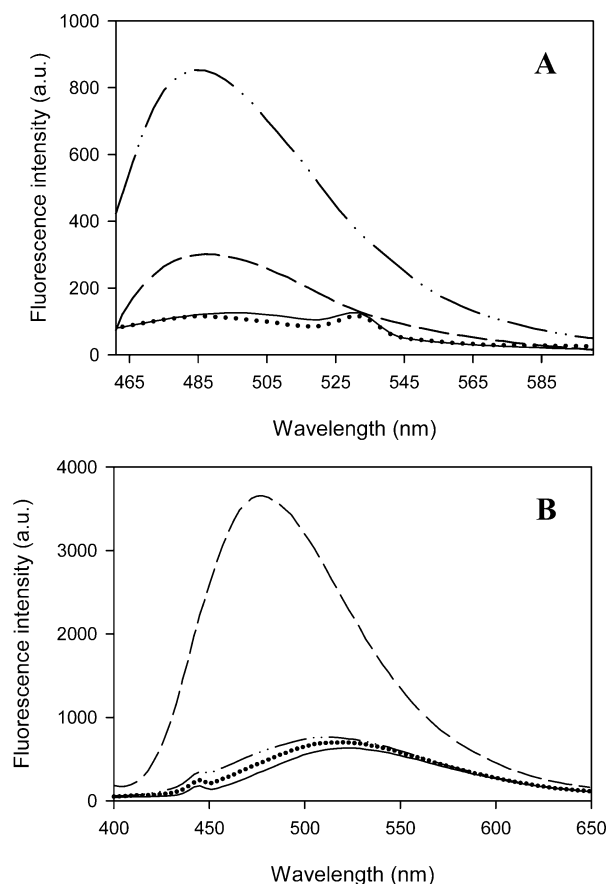 A
Fluorescence intensity (a.u.)
1000
800
600
400
200
0
465 485 505 525 545 565 585
Wavelength (nm)
B
Fluorescence intensity (a.u.)
4000
3000
2000
1000
0
400 450 500 550 600 650
Wavelength (nm)